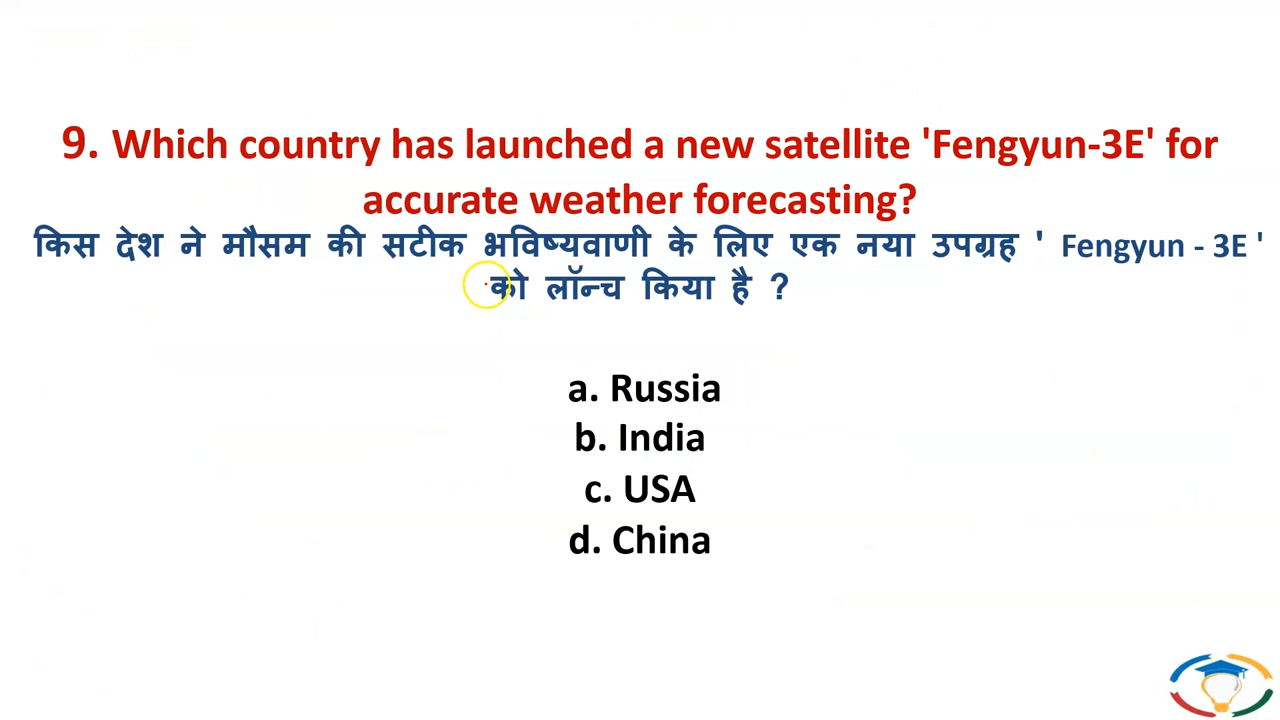 9. Which country has launched a new satellite 'Fengyun-3E' for
accurate weather forecasting?
किस देश ने मौसम की सटीक भविष्यवाणी के लिए एक नया उपग्रह ' Fengyun - 3E '
को लॉन्च किया है ?
a. Russia
b. India
c. USA
d. China